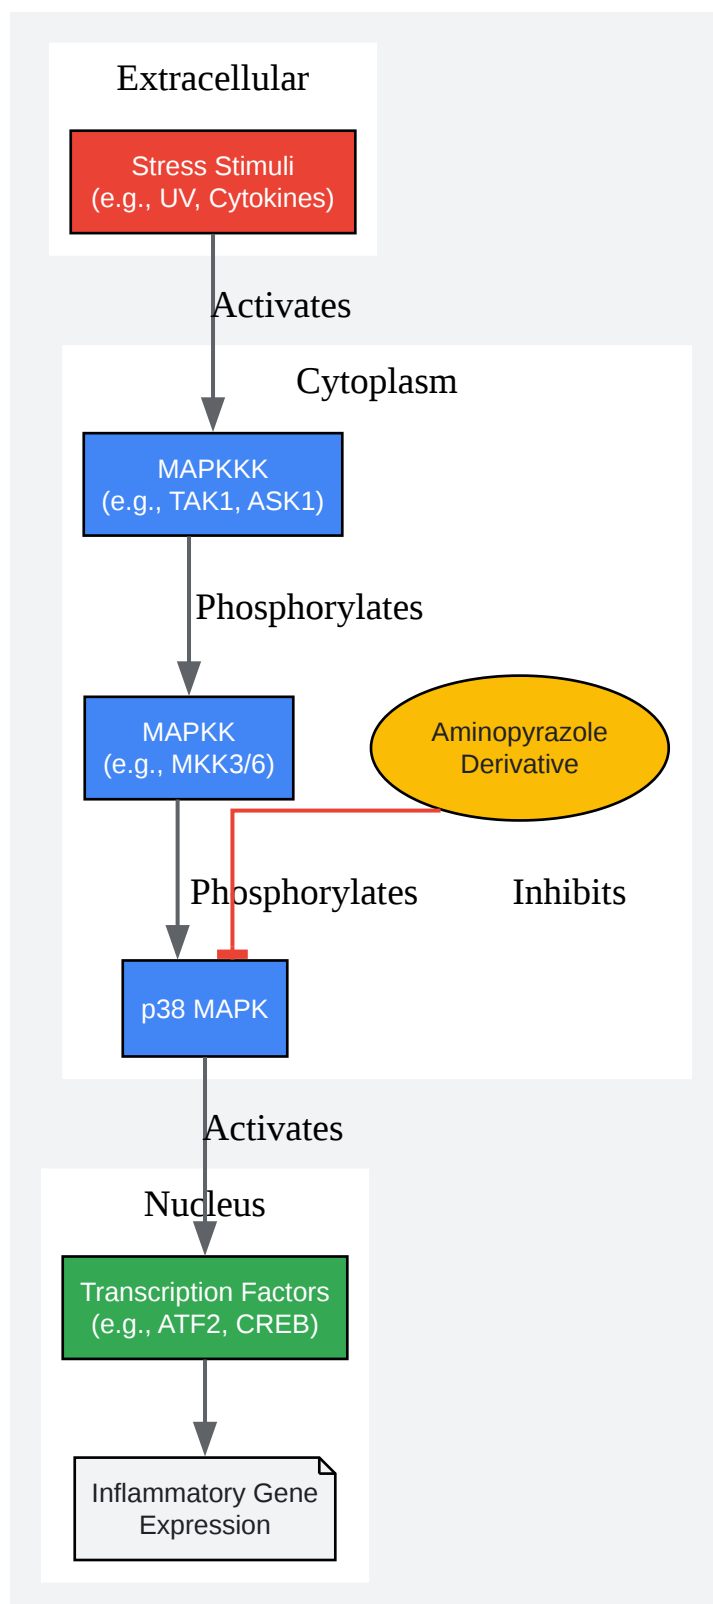 Extracellular
Stress Stimuli
(e.g., UV, Cytokines)
Activates
Cytoplasm
MAPKKK
(e.g., TAK1, ASK1)
Phosphorylates
MAPKK
(e.g., MKK3/6)
Aminopyrazole
Derivative
Phosphorylates
Inhibits
p38 MAPK
Activates
Nucleus
Transcription Factors
(e.g., ATF2, CREB)
Inflammatory Gene
Expression